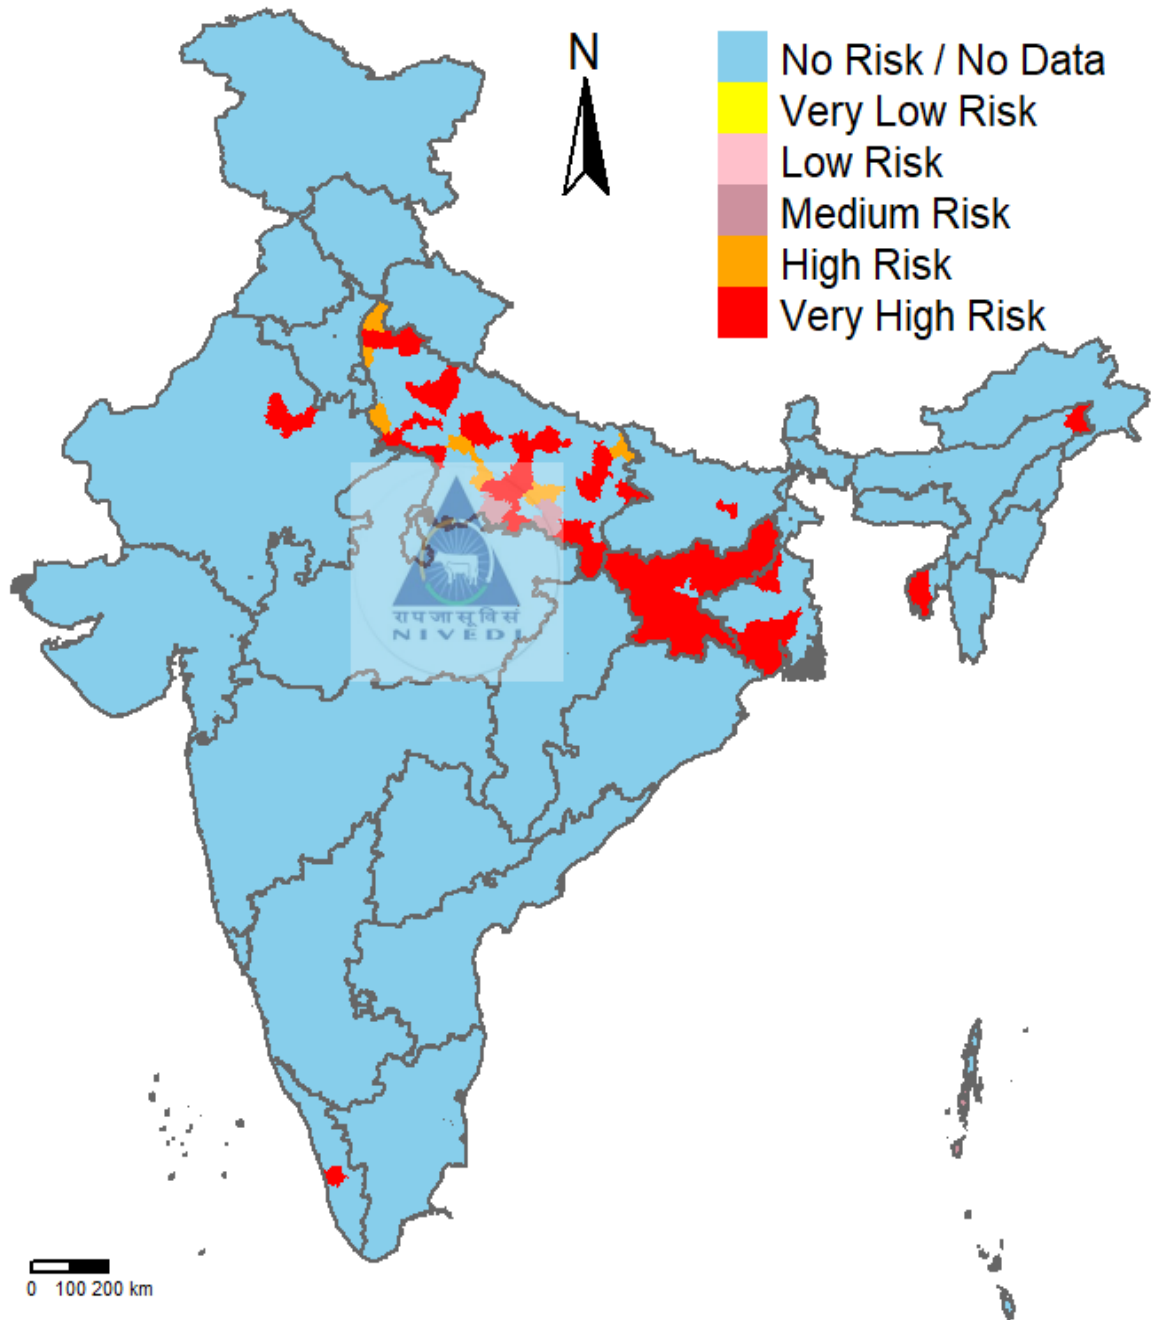 N
No Risk / No Data
Very Low Risk
Low Risk
Medium Risk
High Risk
Very High Risk
रा प जा सू वि सं
NIVEDI
0 100 200 km